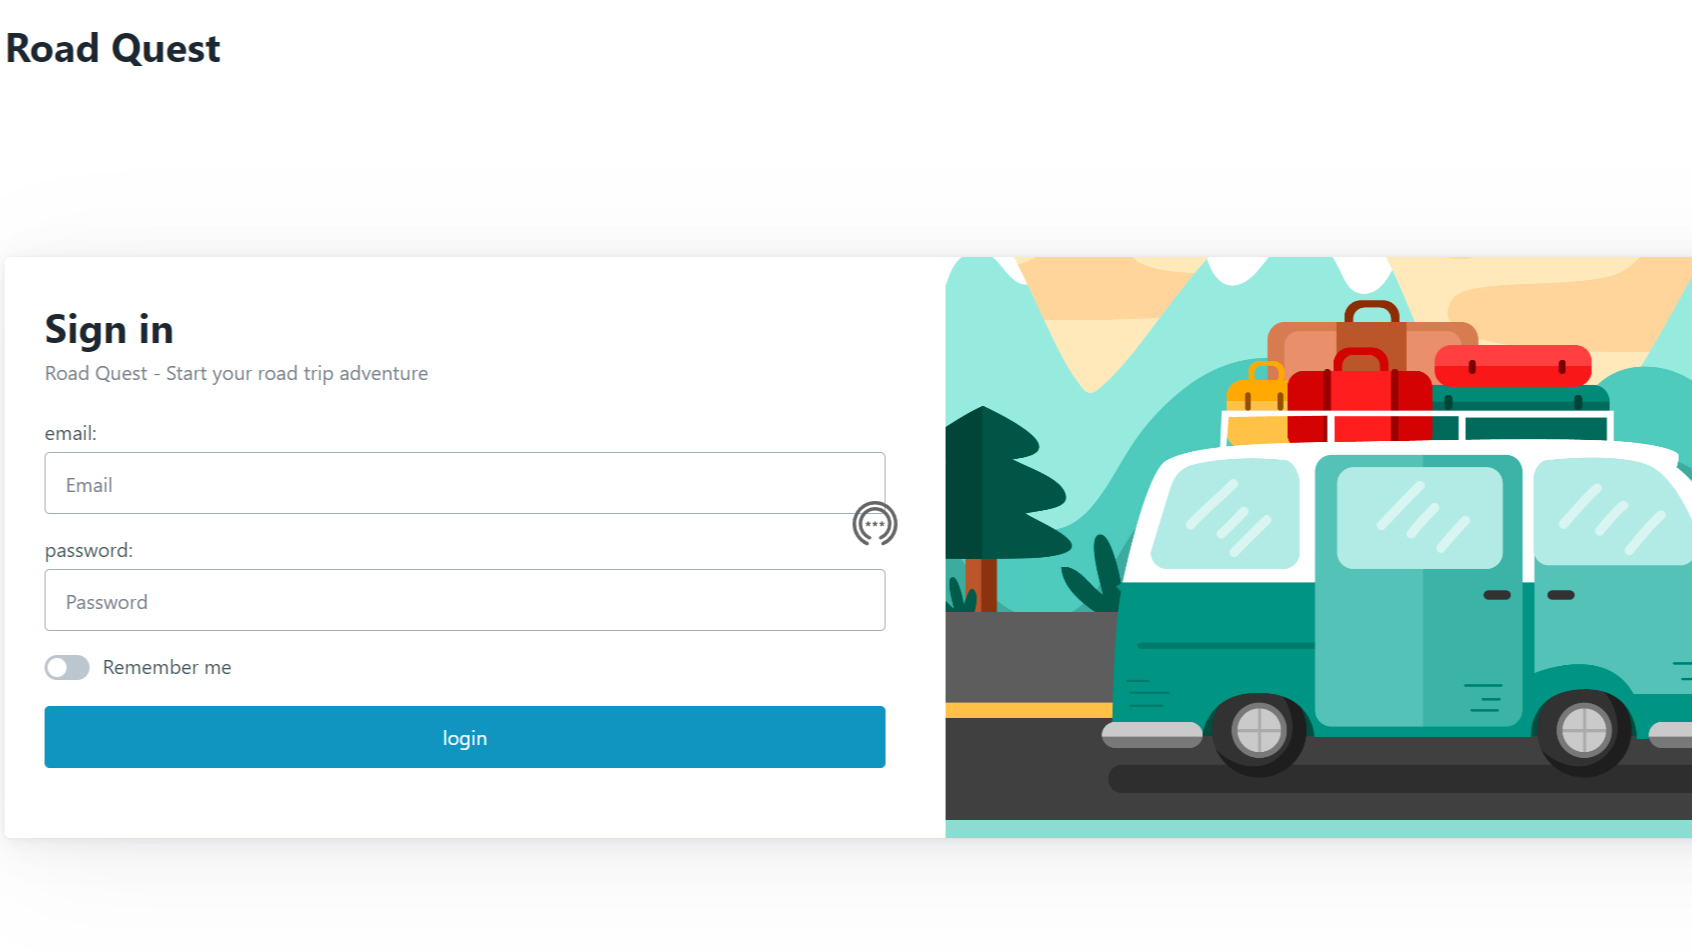 Road Quest
Sign in
Road Quest - Start your road trip adventure
email:
Email
***
password:
Password
Remember me
login